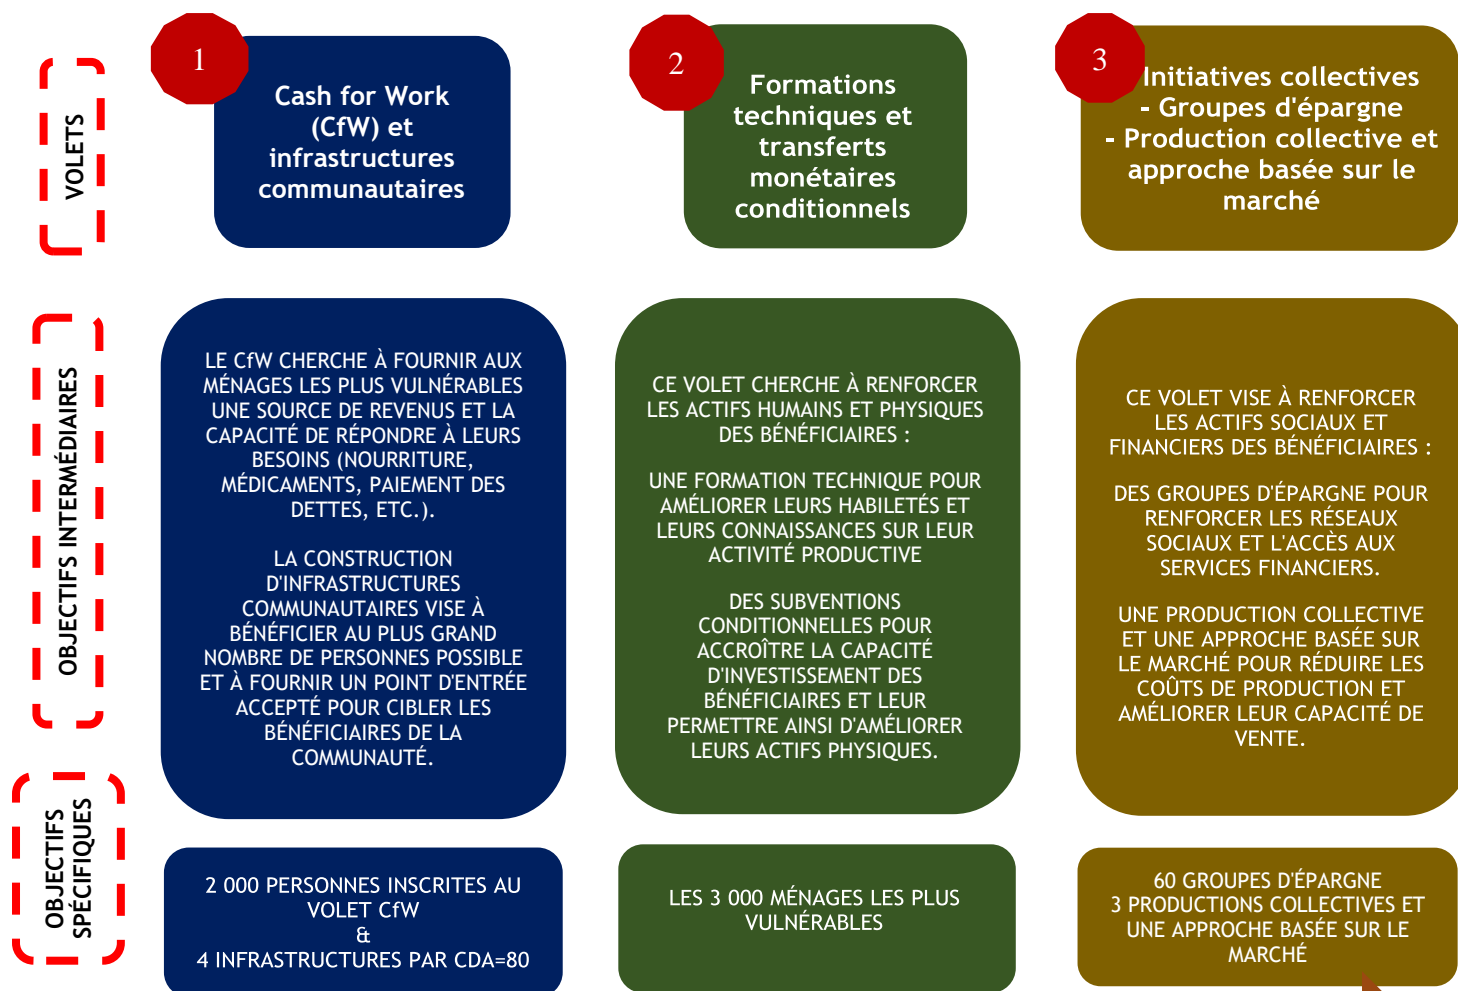 VOLETS
1
Cash for Work
(CfW) et
infrastructures
communautaires
2
Formations
techniques et
transferts
monétaires
conditionnels
3
Initiatives collectives
- Groupes d'épargne
- Production collective et
approche basée sur le
marché
OBJECTIFS INTERMÉDIAIRES
LE CfW CHERCHE À FOURNIR AUX
MÉNAGES LES PLUS VULNÉRABLES
UNE SOURCE DE REVENUS ET LA
CAPACITÉ DE RÉPONDRE À LEURS
BESOINS (NOURRITURE,
MÉDICAMENTS, PAIEMENT DES
DETTES, ETC.).
LA CONSTRUCTION
D'INFRASTRUCTURES
COMMUNAUTAIRES VISE À
BÉNÉFICIER AU PLUS GRAND
NOMBRE DE PERSONNES POSSIBLE
ET À FOURNIR UN POINT D'ENTRÉE
ACCEPTÉ POUR CIBLER LES
BÉNÉFICIAIRES DE LA
COMMUNAUTÉ.
CE VOLET CHERCHE À RENFORCER
LES ACTIFS HUMAINS ET PHYSIQUES
DES BÉNÉFICIAIRES :
UNE FORMATION TECHNIQUE POUR
AMÉLIORER LEURS HABILETÉS ET
LEURS CONNAISSANCES SUR LEUR
ACTIVITÉ PRODUCTIVE
DES SUBVENTIONS
CONDITIONNELLES POUR
ACCROÎTRE LA CAPACITÉ
D'INVESTISSEMENT DES
BÉNÉFICIAIRES ET LEUR
PERMETTRE AINSI D'AMÉLIORER
LEURS ACTIFS PHYSIQUES.
CE VOLET VISE À RENFORCER
LES ACTIFS SOCIAUX ET
FINANCIERS DES BÉNÉFICIAIRES :
DES GROUPES D'ÉPARGNE POUR
RENFORCER LES RÉSEAUX
SOCIAUX ET L'ACCÈS AUX
SERVICES FINANCIERS.
UNE PRODUCTION COLLECTIVE
ET UNE APPROCHE BASÉE SUR
LE MARCHÉ POUR RÉDUIRE LES
COÛTS DE PRODUCTION ET
AMÉLIORER LEUR CAPACITÉ DE
VENTE.
OBJECTIFS
SPÉCIFIQUES
2 000 PERSONNES INSCRITES AU
VOLET CfW
&
4 INFRASTRUCTURES PAR CDA=80
LES 3 000 MÉNAGES LES PLUS
VULNÉRABLES
60 GROUPES D'ÉPARGNE
3 PRODUCTIONS COLLECTIVES ET
UNE APPROCHE BASÉE SUR LE
MARCHÉ